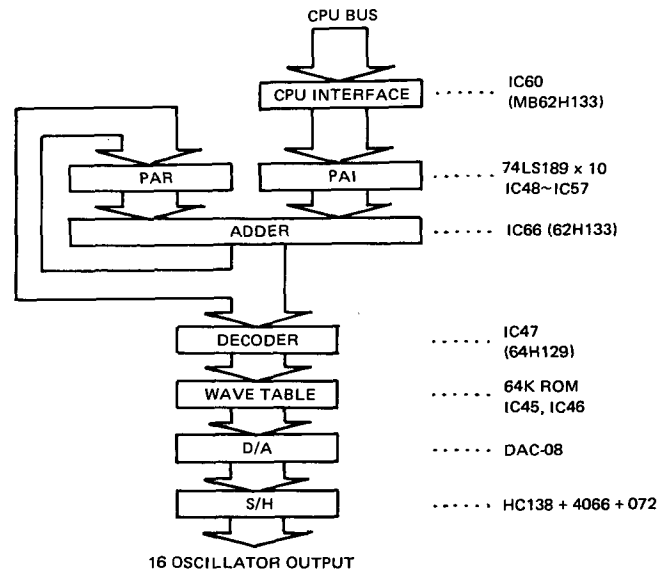 CPU BUS
CPU INTERFACE ······ IC60
(MB62H133)
PAR PAI ······ 74LS189 x 10
IC48~IC57
ADDER ······ IC66 (62H133)
DECODER ······ IC47
(64H129)
WAVE TABLE ······ 64K ROM
IC45, IC46
D/A ······ DAC-08
S/H ······ HC138 + 4066 + 072
16 OSCILLATOR OUTPUT